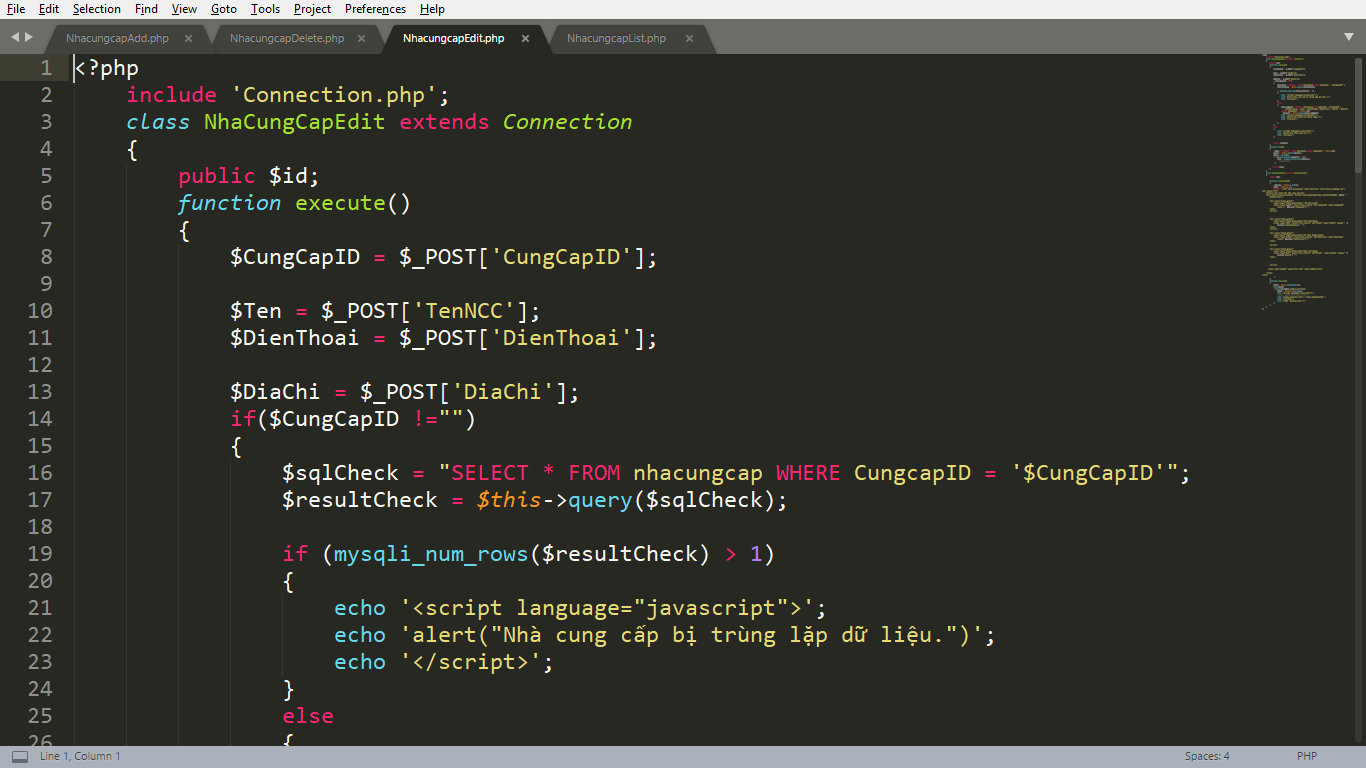 File Edit Selection Find View Goto Tools Project Preferences Help
NhacungcapAdd.php × NhacungcapDelete.php × NhacungcapEdit.php × NhacungcapList.php ×
1 <?php
2 include 'Connection.php';
3 class NhaCungCapEdit extends Connection
4 {
5 public $id;
6 function execute()
7 {
8 $CungCapID = $_POST['CungCapID'];
9
10 $Ten = $_POST['TenNCC'];
11 $DienThoai = $_POST['DienThoai'];
12
13 $DiaChi = $_POST['DiaChi'];
14 if($CungCapID !="")
15 {
16 $sqlCheck = "SELECT * FROM nhacungcap WHERE CungcapID = '$CungCapID'";
17 $resultCheck = $this->query($sqlCheck);
18
19 if (mysqli_num_rows($resultCheck) > 1)
20 {
21 echo '<script language="javascript">';
22 echo 'alert("Nhà cung cấp bị trùng lặp dữ liệu.")';
23 echo '</script>';
24 }
25 else
26 {
Line 1, Column 1 Spaces: 4 PHP